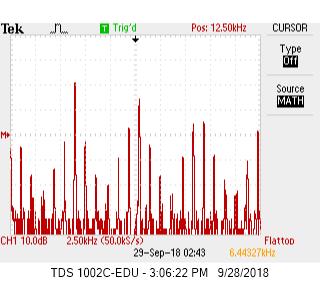 Tek Trig'd Pos: 12.50kHz CURSOR
Type
Off
Source
MATH
M
CH1 10.0dB 2.50kHz (50.0kS/s) Flattop
29-Sep-18 02:43 6.44327kHz
TDS 1002C-EDU - 3:06:22 PM 9/28/2018